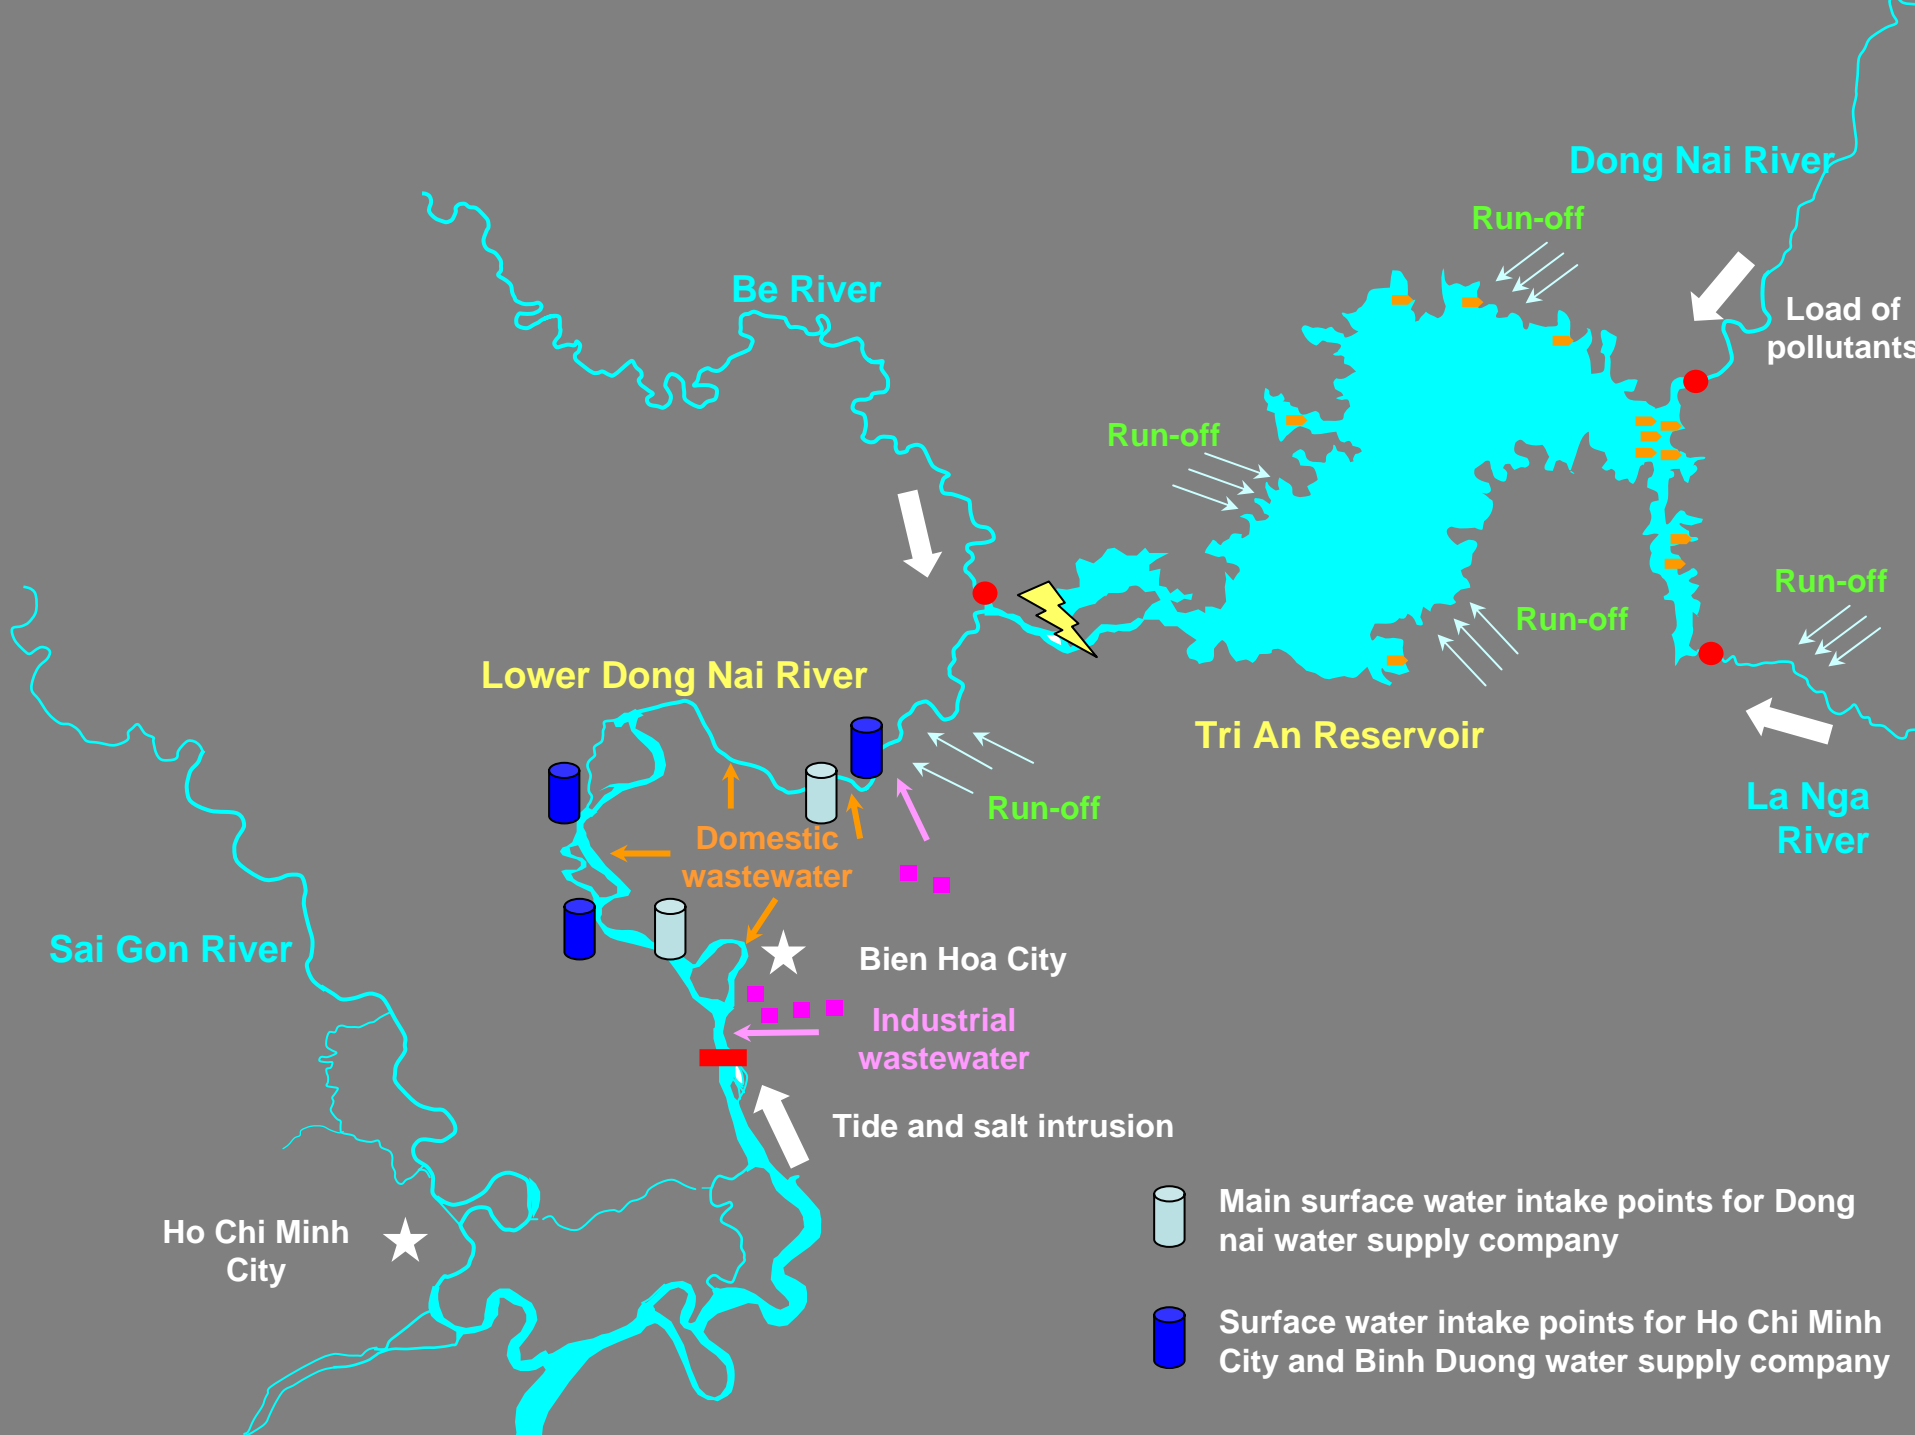 Dong Nai River
Run-off
Be River
Load of
pollutants
Run-off
Run-off
Run-off
Lower Dong Nai River
Tri An Reservoir
La Nga
River
Run-off
Domestic
wastewater
Sai Gon River
Bien Hoa City
Industrial
wastewater
Tide and salt intrusion
Ho Chi Minh
City
Main surface water intake points for Dong
nai water supply company
Surface water intake points for Ho Chi Minh
City and Binh Duong water supply company